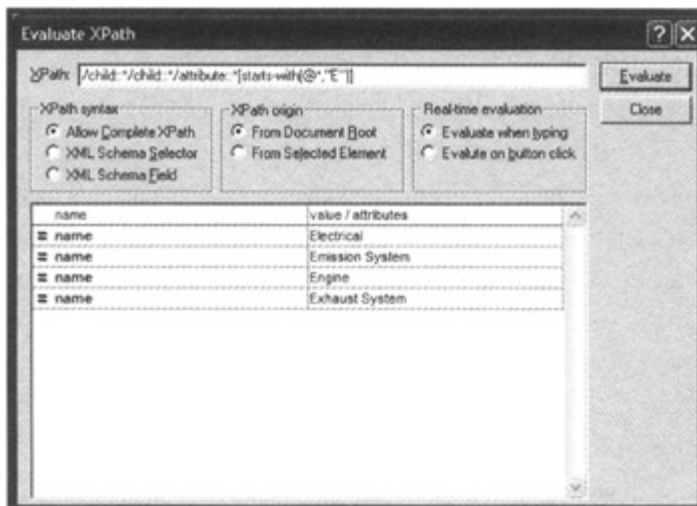 Evaluate XPath
XPath: /child::*/child::*/attribute::*[starts-with(@*,"E")]
Evaluate
Close
XPath syntax
Allow Complete XPath
XML Schema Selector
XML Schema Field
XPath origin
From Document Root
From Selected Element
Real-time evaluation
Evaluate when typing
Evalute on button click
name value / attributes
= name Electrical
= name Emission System
= name Engine
= name Exhaust System